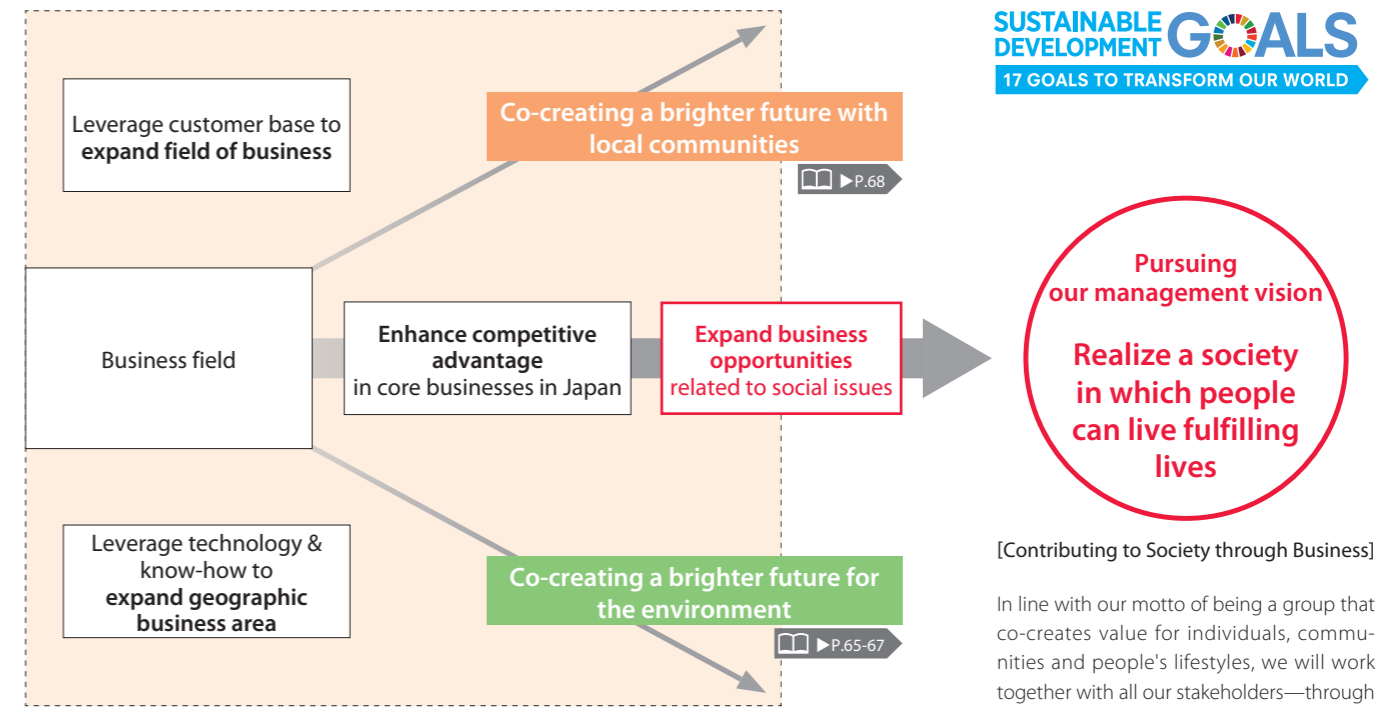 SUSTAINABLE
DEVELOPMENT
GOALS
17 GOALS TO TRANSFORM OUR WORLD
Leverage customer base to
expand field of business
Co-creating a brighter future with
local communities
▶P.68
Business field
Enhance competitive
advantage
in core businesses in Japan
Expand business
opportunities
related to social issues
Pursuing
our management vision
Realize a society
in which people
can live fulfilling
lives
Leverage technology &
know-how to
expand geographic
business area
Co-creating a brighter future for
the environment
▶P.65-67
[Contributing to Society through Business]
In line with our motto of being a group that
co-creates value for individuals, commu-
nities and people's lifestyles, we will work
together with all our stakeholders—through